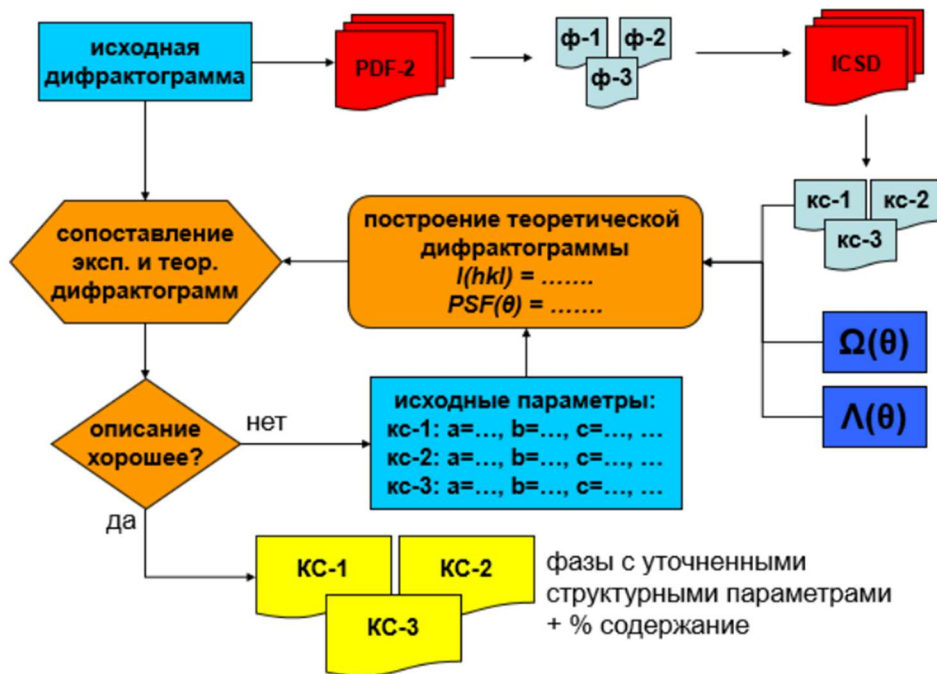 исходная
дифрактограмма
PDF-2
ф-1
ф-2
ф-3
ICSD
кс-1
кс-2
кс-3
сопоставление
эксп. и теор.
дифрактограмм
построение теоретической
дифрактограммы
I(hkl) = …….
PSF(θ) = …….
Ω(θ)
Λ(θ)
описание
хорошее?
нет
да
исходные параметры:
кс-1: a=…, b=…, c=…, …
кс-2: a=…, b=…, c=…, …
кс-3: a=…, b=…, c=…, …
КС-1
КС-2
КС-3
фазы с уточненными
структурными параметрами
+ % содержание